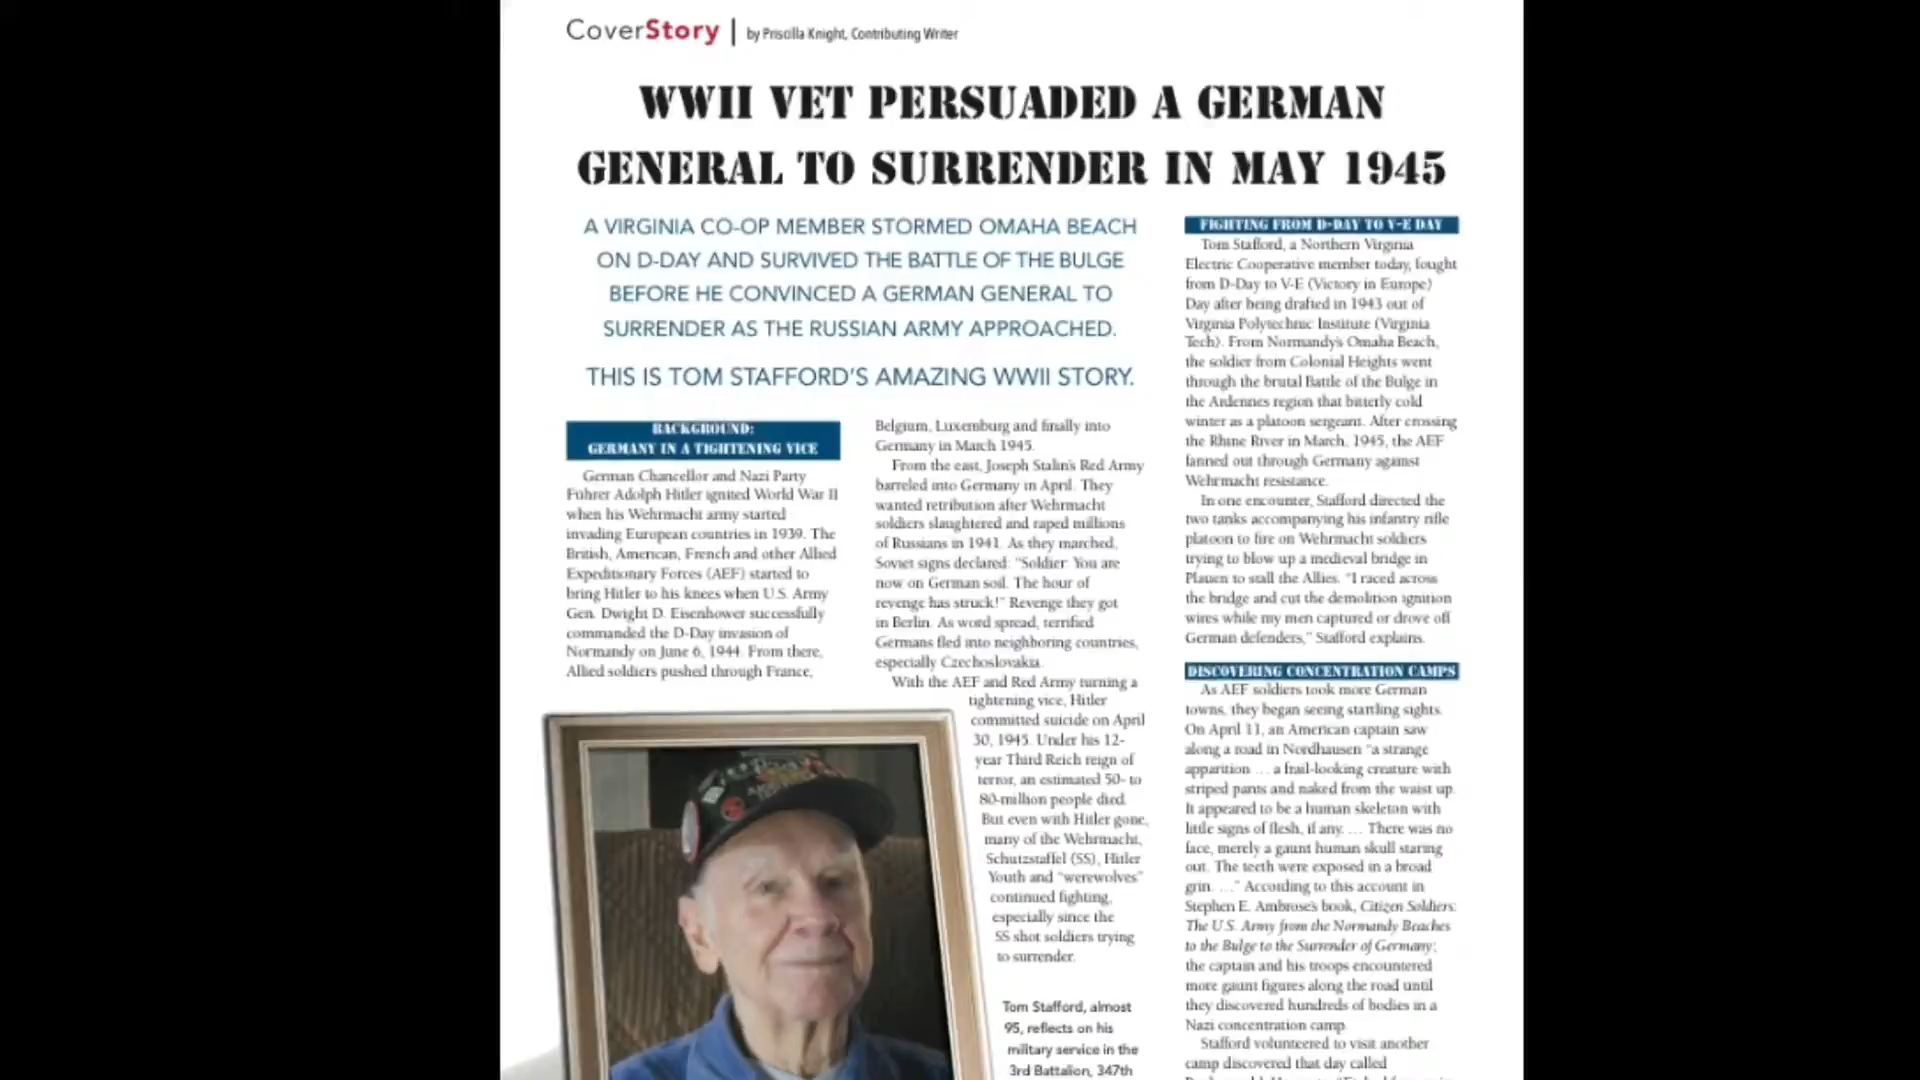 CoverStory | by Priscilla Knight, Contributing Writer
WWII VET PERSUADED A GERMAN
GENERAL TO SURRENDER IN MAY 1945
A VIRGINIA CO-OP MEMBER STORMED OMAHA BEACH
ON D-DAY AND SURVIVED THE BATTLE OF THE BULGE
BEFORE HE CONVINCED A GERMAN GENERAL TO
SURRENDER AS THE RUSSIAN ARMY APPROACHED.
THIS IS TOM STAFFORD'S AMAZING WWII STORY.
BACKGROUND:
GERMANY IN A TIGHTENING VICE
German Chancellor and Nazi Party
Fuhrer Adolph Hitler ignited World War II
when his Wehrmacht army started
invading European countries in 1939. The
British, American, French and other Allied
Expeditionary Forces (AEF) started to
bring Hitler to his knees when U.S. Army
Gen. Dwight D. Eisenhower successfully
commanded the D-Day invasion of
Normandy on June 6, 1944. From there,
Allied soldiers pushed through France,
Belgium, Luxemburg and finally into
Germany in March 1945.
From the east, Joseph Stalin's Red Army
barreled into Germany in April. They
wanted retribution after Wehrmacht
soldiers slaughtered and raped millions
of Russians in 1941. As they marched,
Soviet signs declared: "Soldier: You are
now on German soil. The hour of
revenge has struck!" Revenge they got
in Berlin. As word spread, terrified
Germans fled into neighboring countries,
especially Czechoslovakia.
With the AEF and Red Army turning a
tightening vice, Hitler
committed suicide on April
30, 1945. Under his 12-
year Third Reich reign of
terror, an estimated 50- to
80-million people died.
But even with Hitler gone,
many of the Wehrmacht,
Schutzstaffel (SS), Hitler
Youth and "werewolves"
continued fighting,
especially since the
SS shot soldiers trying
to surrender.
Tom Stafford, almost
95, reflects on his
military service in the
3rd Battalion, 347th
FIGHTING FROM D-DAY TO V-E DAY
Tom Stafford, a Northern Virginia
Electric Cooperative member today, fought
from D-Day to V-E (Victory in Europe)
Day after being drafted in 1943 out of
Virginia Polytechnic Institute (Virginia
Tech). From Normandy's Omaha Beach,
the soldier from Colonial Heights went
through the brutal Battle of the Bulge in
the Ardennes region that bitterly cold
winter as a platoon sergeant. After crossing
the Rhine River in March, 1945, the AEF
fanned out through Germany against
Wehrmacht resistance.
In one encounter, Stafford directed the
two tanks accompanying his infantry rifle
platoon to fire on Wehrmacht soldiers
trying to blow up a medieval bridge in
Plauen to stall the Allies. "I raced across
the bridge and cut the demolition ignition
wires while my men captured or drove off
German defenders," Stafford explains.
DISCOVERING CONCENTRATION CAMPS
As AEF soldiers took more German
towns, they began seeing startling sights.
On April 11, an American captain saw
along a road in Nordhausen "a strange
apparition ... a frail-looking creature with
striped pants and naked from the waist up.
It appeared to be a human skeleton with
little signs of flesh, if any. ... There was no
face, merely a gaunt human skull staring
out. The teeth were exposed in a broad
grin. ..." According to this account in
Stephen E. Ambrose's book, Citizen Soldiers:
The U.S. Army from the Normandy Beaches
to the Bulge to the Surrender of Germany;
the captain and his troops encountered
more gaunt figures along the road until
they discovered hundreds of bodies in a
Nazi concentration camp.
Stafford volunteered to visit another
camp discovered that day called